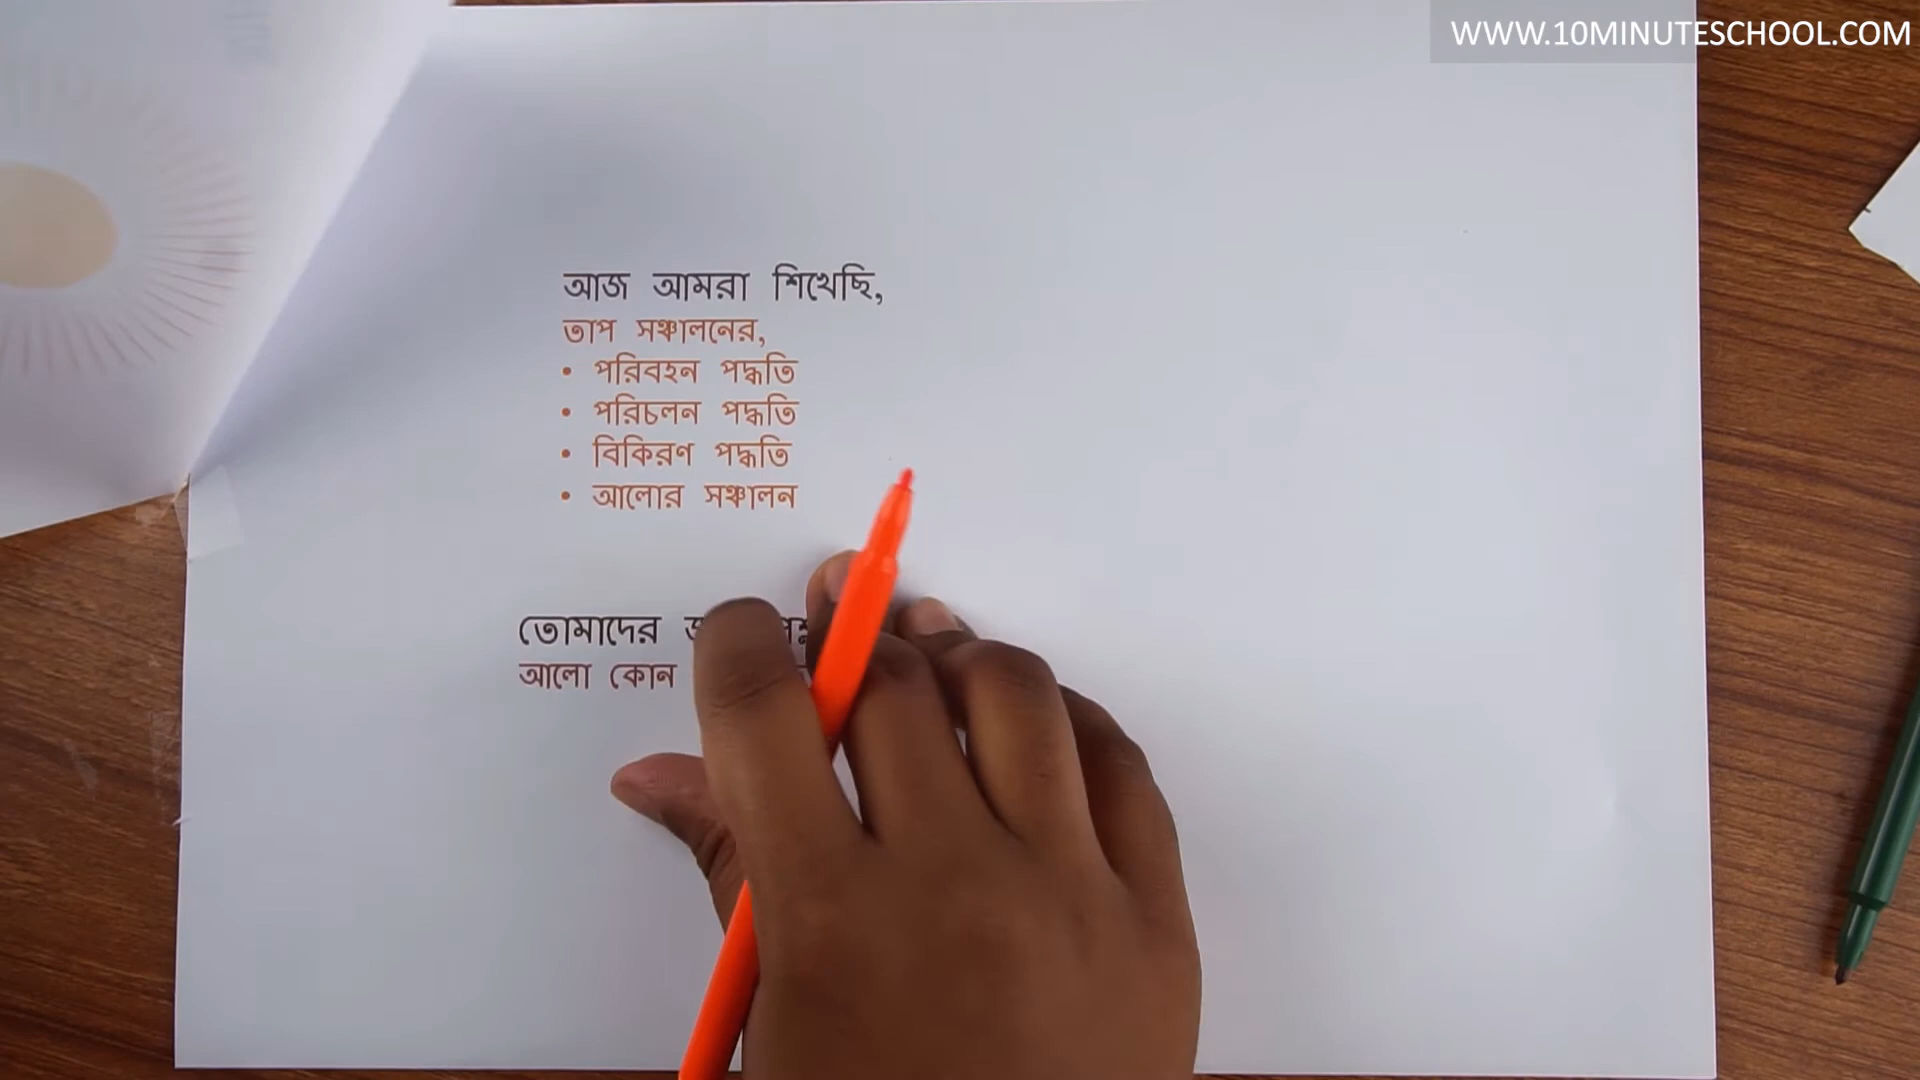 WWW.10MINUTESCHOOL.COM
আজ আমরা শিখেছি,
তাপ সঞ্চালনের,
• পরিবহন পদ্ধতি
• পরিচলন পদ্ধতি
• বিকিরণ পদ্ধতি
• আলোর সঞ্চালন
তোমাদের
আলো কোন